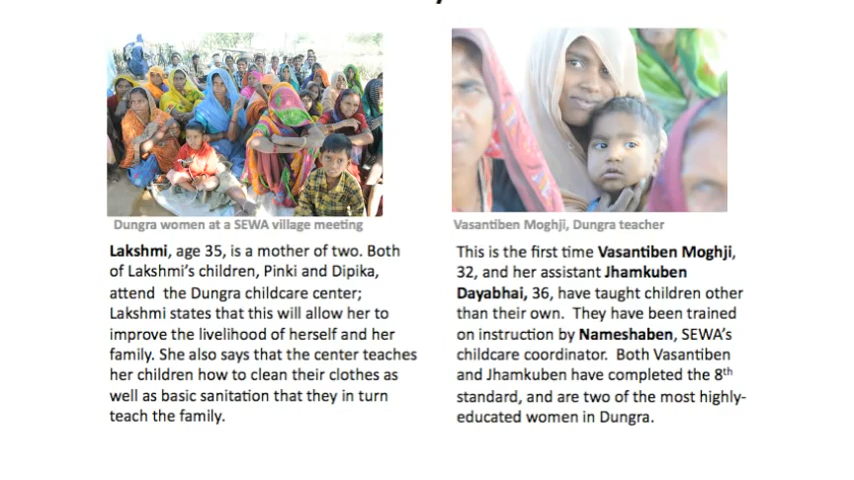 Dungra women at a SEWA village meeting
Lakshmi, age 35, is a mother of two. Both
of Lakshmi's children, Pinki and Dipika,
attend the Dungra childcare center;
Lakshmi states that this will allow her to
improve the livelihood of herself and her
family. She also says that the center teaches
her children how to clean their clothes as
well as basic sanitation that they in turn
teach the family.
Vasantiben Moghji, Dungra teacher
This is the first time Vasantiben Moghji,
32, and her assistant Jhamkuben
Dayabhai, 36, have taught children other
than their own. They have been trained
on instruction by Nameshaben, SEWA's
childcare coordinator. Both Vasantiben
and Jhamkuben have completed the 8th
standard, and are two of the most highly-
educated women in Dungra.